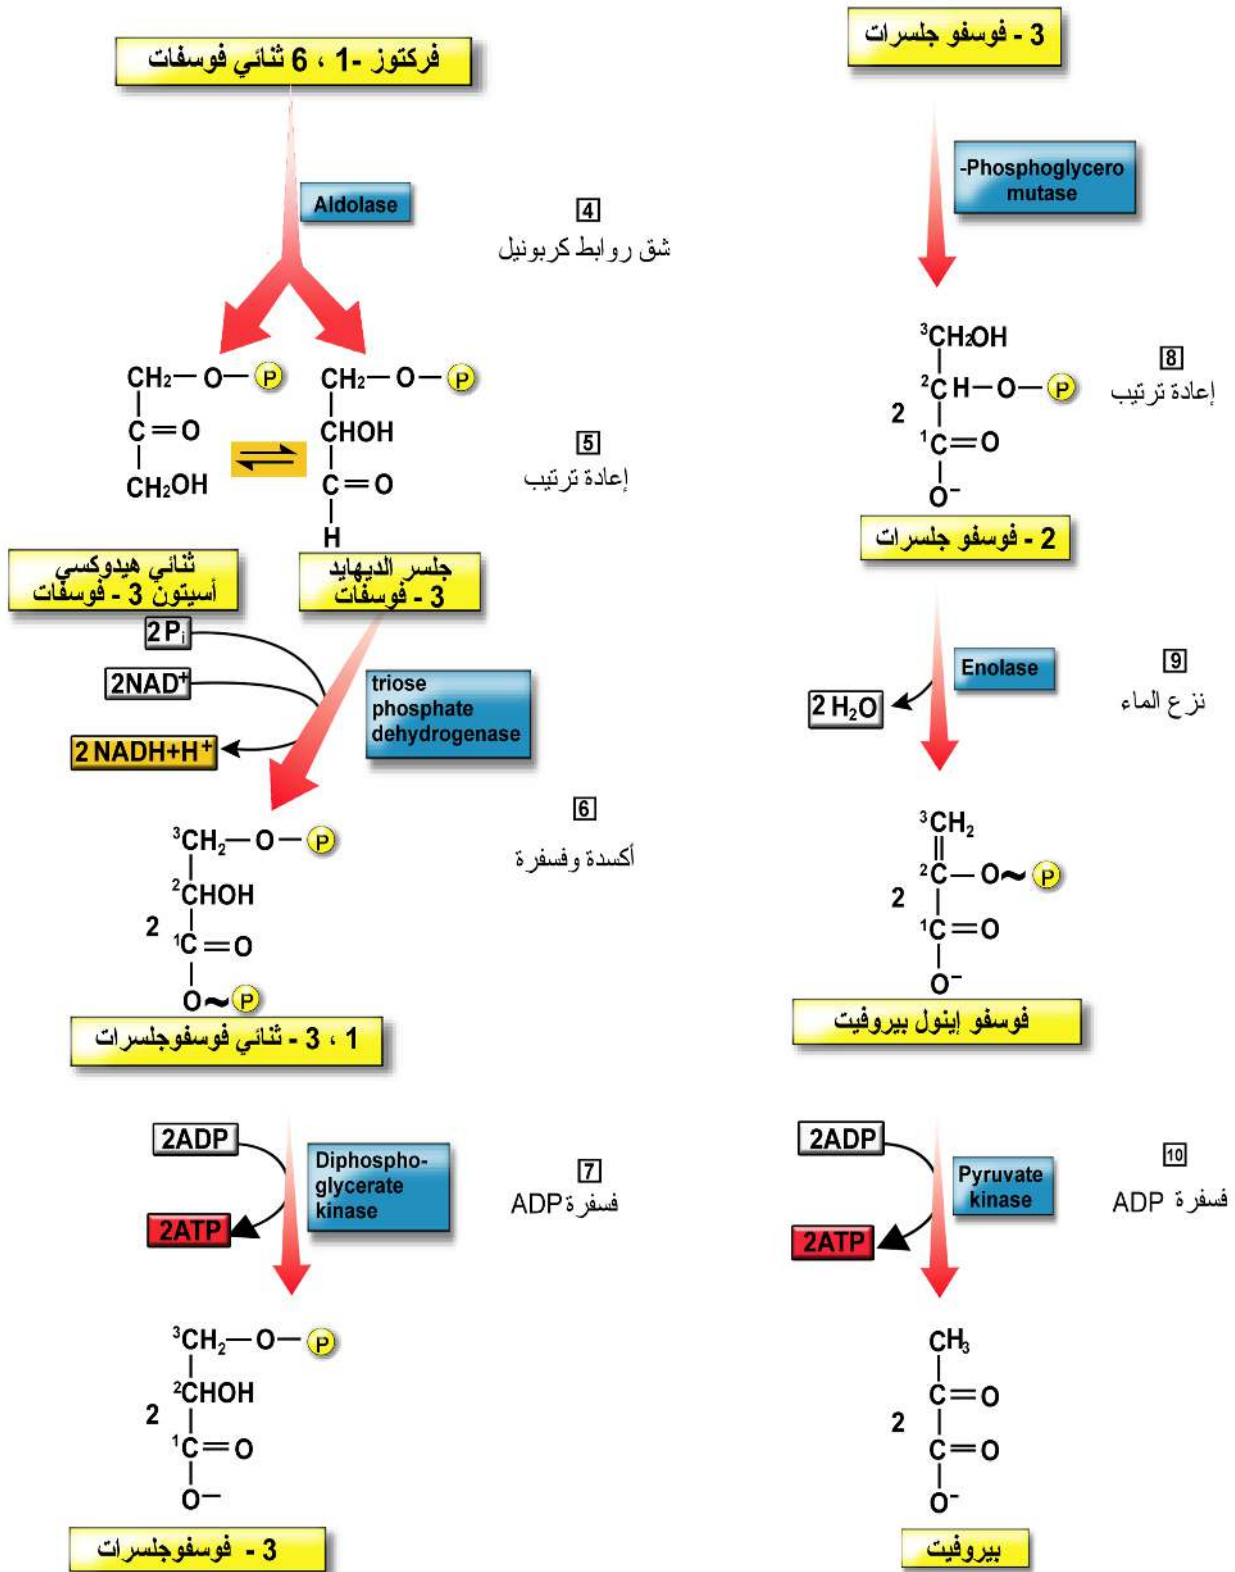 فركتوز -1 ، 6 ثنائي فوسفات
Aldolase
4
شق روابط كربونيل
CH₂—O—P
C=O
CH₂OH
CH₂—O—P
CHOH
C=O
H
5
إعادة ترتيب
ثنائي هيدوكسي
أسيتون 3 - فوسفات
جلسر الديهايد
3 - فوسفات
2Pᵢ
2NAD⁺
2 NADH+H⁺
triose
phosphate
dehydrogenase
6
أكسدة وفسفرة
³CH₂—O—P
²CHOH
2
¹C=O
O~P
1 ، 3 - ثنائي فوسفوجلسرات
2ADP
2ATP
Diphospho-
glycerate
kinase
7
فسفرة ADP
³CH₂—O—P
²CHOH
2
¹C=O
O—
3 - فوسفوجلسرات
3 - فوسفو جلسرات
-Phosphoglycero
mutase
³CH₂OH
²CH—O—P
2
¹C=O
O⁻
8
إعادة ترتيب
2 - فوسفو جلسرات
Enolase
2 H₂O
9
نزع الماء
³CH₂
²C—O~P
2
¹C=O
O⁻
فوسفو إينول بيروفيت
2ADP
2ATP
Pyruvate
kinase
10
فسفرة ADP
CH₃
C=O
2
C=O
O⁻
بيروفيت